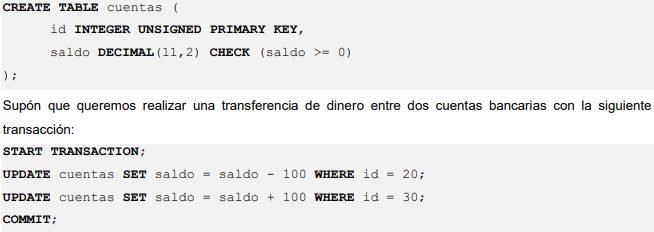 CREATE TABLE cuentas (
id INTEGER UNSIGNED PRIMARY KEY,
saldo DECIMAL(11,2) CHECK (saldo >= 0)
);
Supón que queremos realizar una transferencia de dinero entre dos cuentas bancarias con la siguiente
transacción:
START TRANSACTION;
UPDATE cuentas SET saldo = saldo - 100 WHERE id = 20;
UPDATE cuentas SET saldo = saldo + 100 WHERE id = 30;
COMMIT;